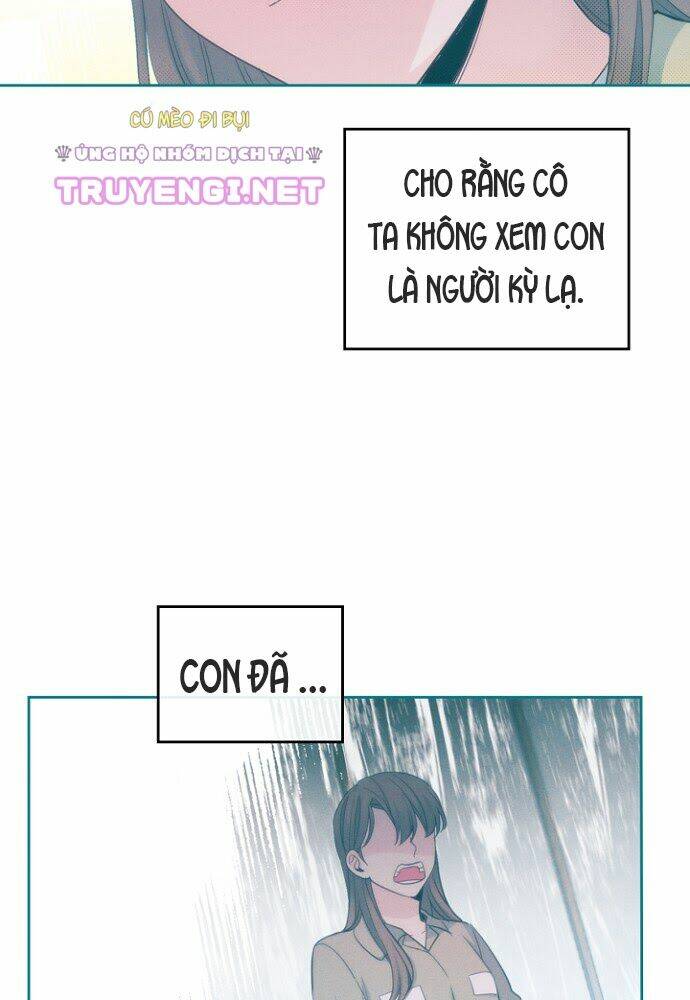 CÚ MÈO ĐI BỤI
ỦNG HỘ NHÓM DỊCH TẠI
TRUYENGI.NET
CHO RẰNG CÔ
TA KHÔNG XEM CON
LÀ NGƯỜI KỲ LẠ.
CON ĐÃ ...